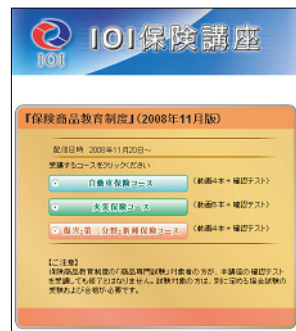 IOI保険講座
IOI
『保険商品教育制度』(2008年11月版)
配信日時 2008年11月20日~
受講するコースをクリックください
自動車保険コース (動画4本+確認テスト)
火災保険コース (動画5本+確認テスト)
傷害・第三分野・新種保険コース (動画4本+確認テスト)
【ご注意】
保険商品教育制度の「商品専門試験」対象者の方が、本講座の確認テスト
を受講しても修了とはなりません。試験対象の方は、別に定める協会試験の
受験および合格が必要です。